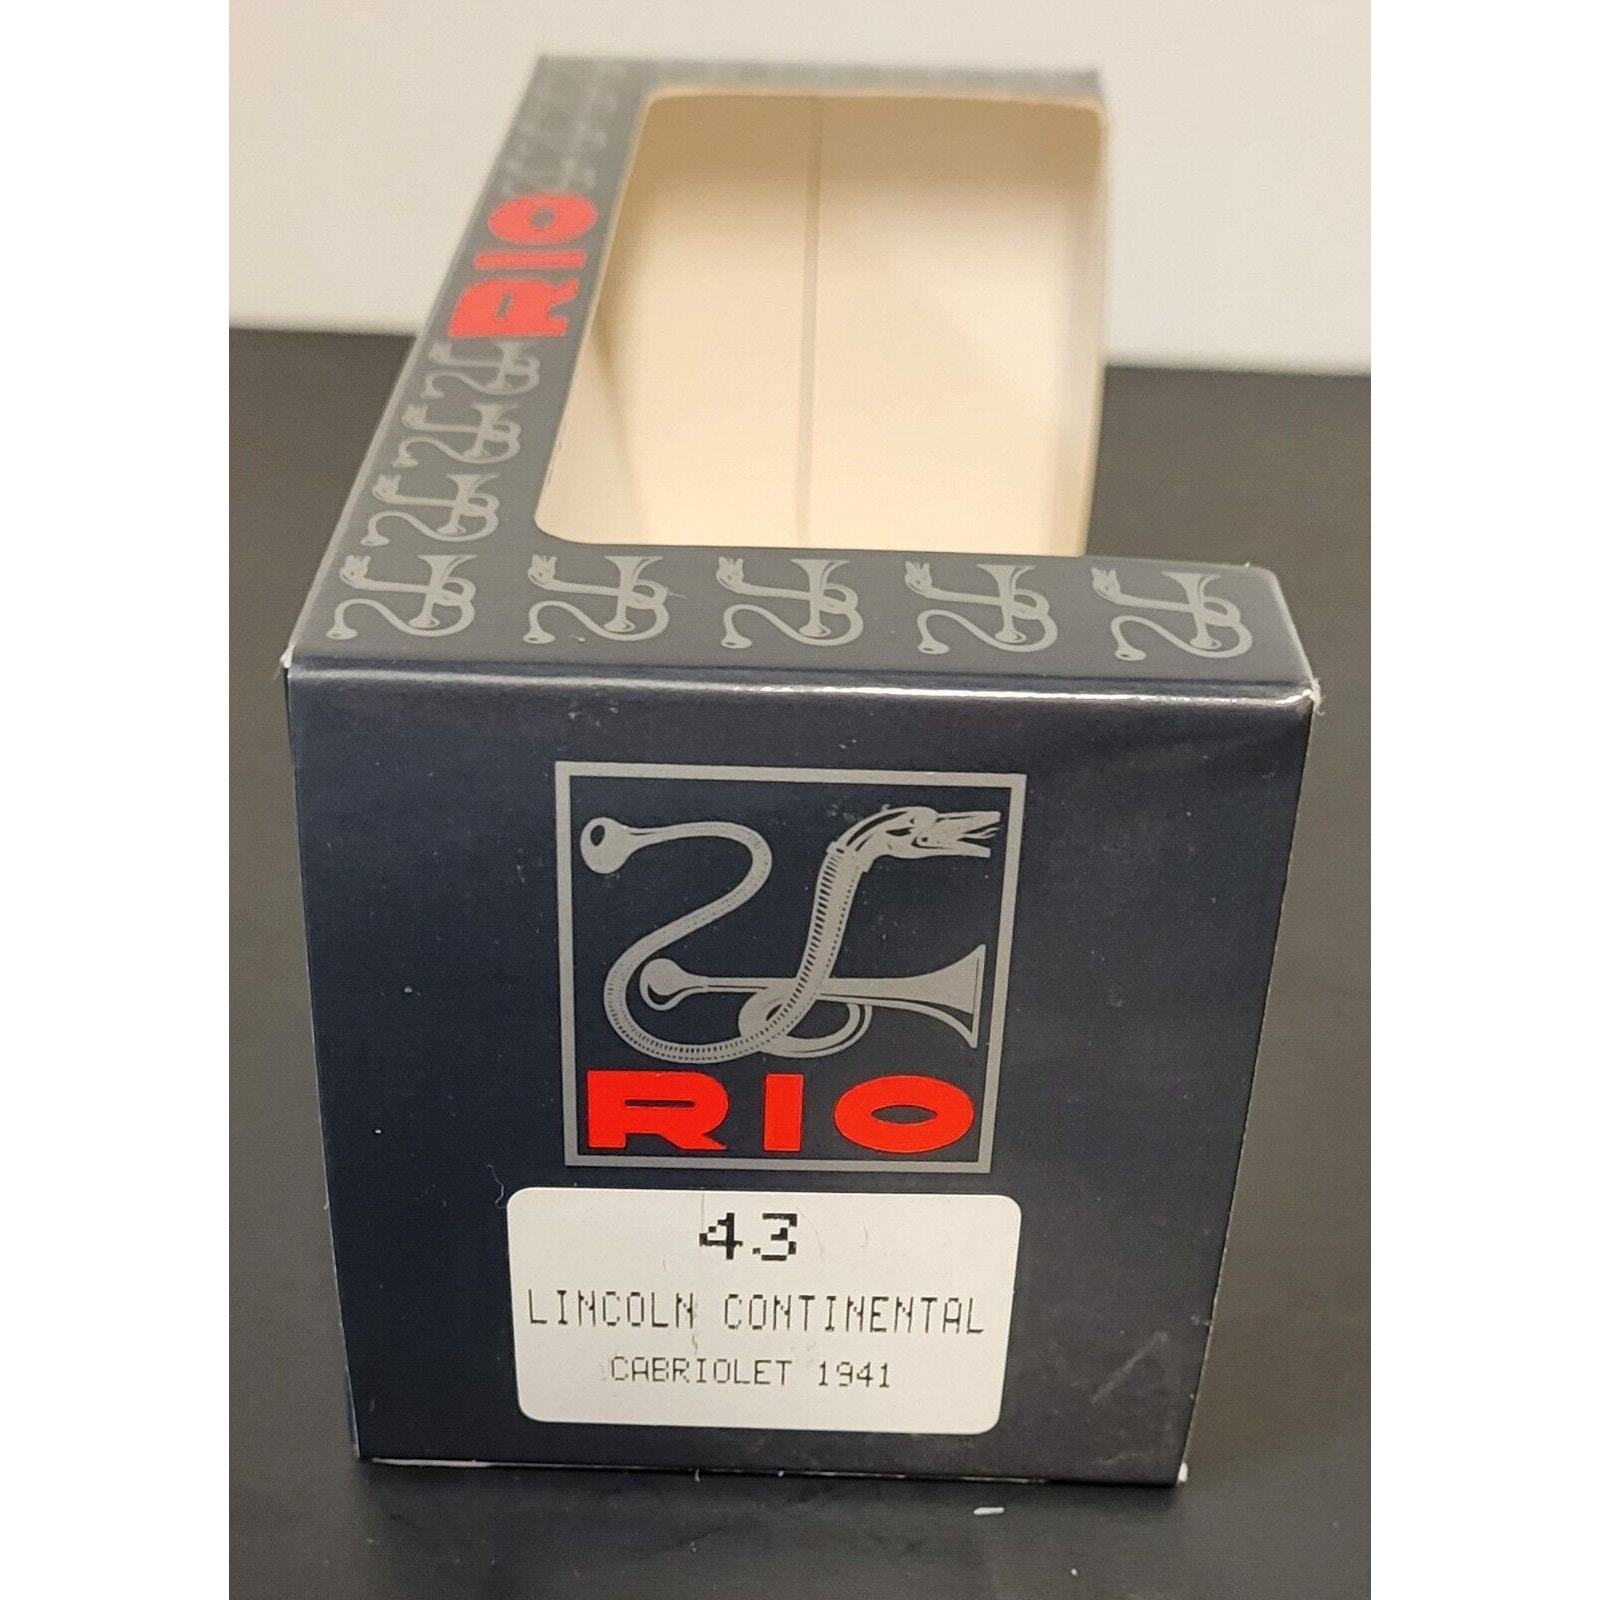 RIO
RIO
43
LINCOLN CONTINENTAL
CABRIOLET 1941